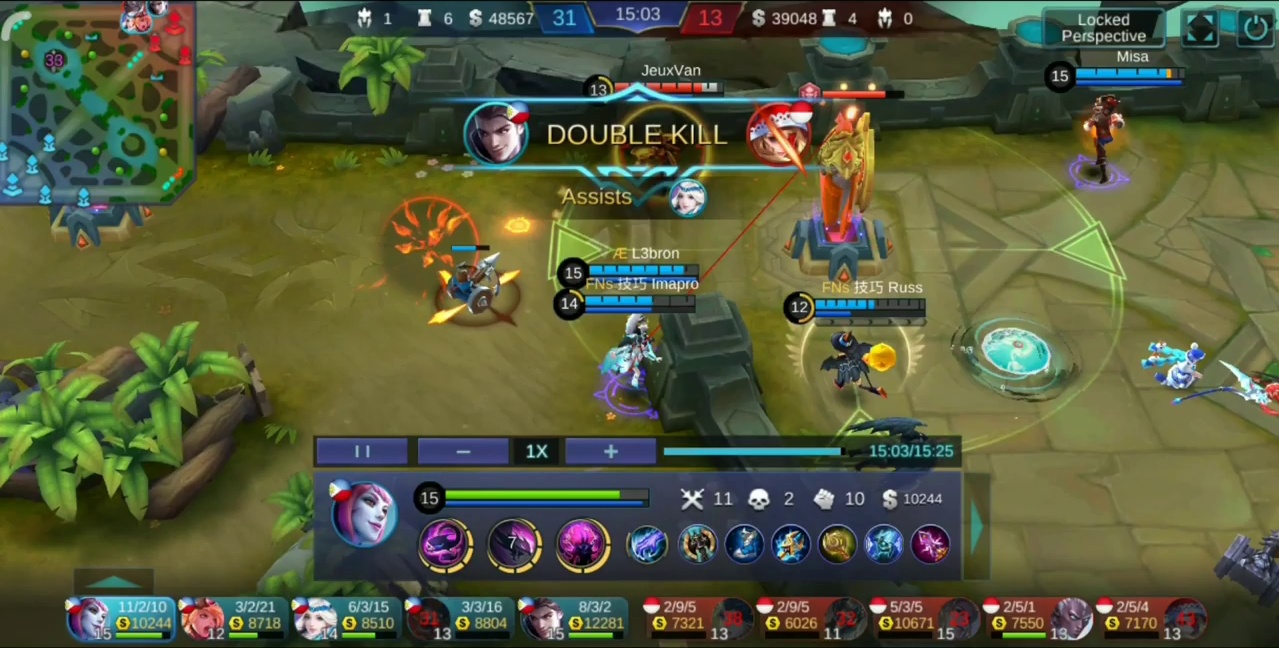 1 6 $ 48567 31 15:03 13 $ 39048 4 0
Locked
Perspective
33
JeuxVan
13
Misa
15
DOUBLE KILL
Assists
Æ L3bron
15
FNs 技巧 Imapro
14
FNs 技巧 Russ
12
1X
15:03/15:25
15
11 2 10 $ 10244
7
11/2/10 3/2/21 6/3/15 3/3/16 8/3/2 2/9/5 2/9/5 5/3/5 2/5/1 2/5/4
$ 10244 $ 8718 $ 8510 $ 8804 $ 12281 $ 7321 $ 6026 $ 10671 $ 7550 $ 7170
15 12 14 13 15 13 11 15 13 13